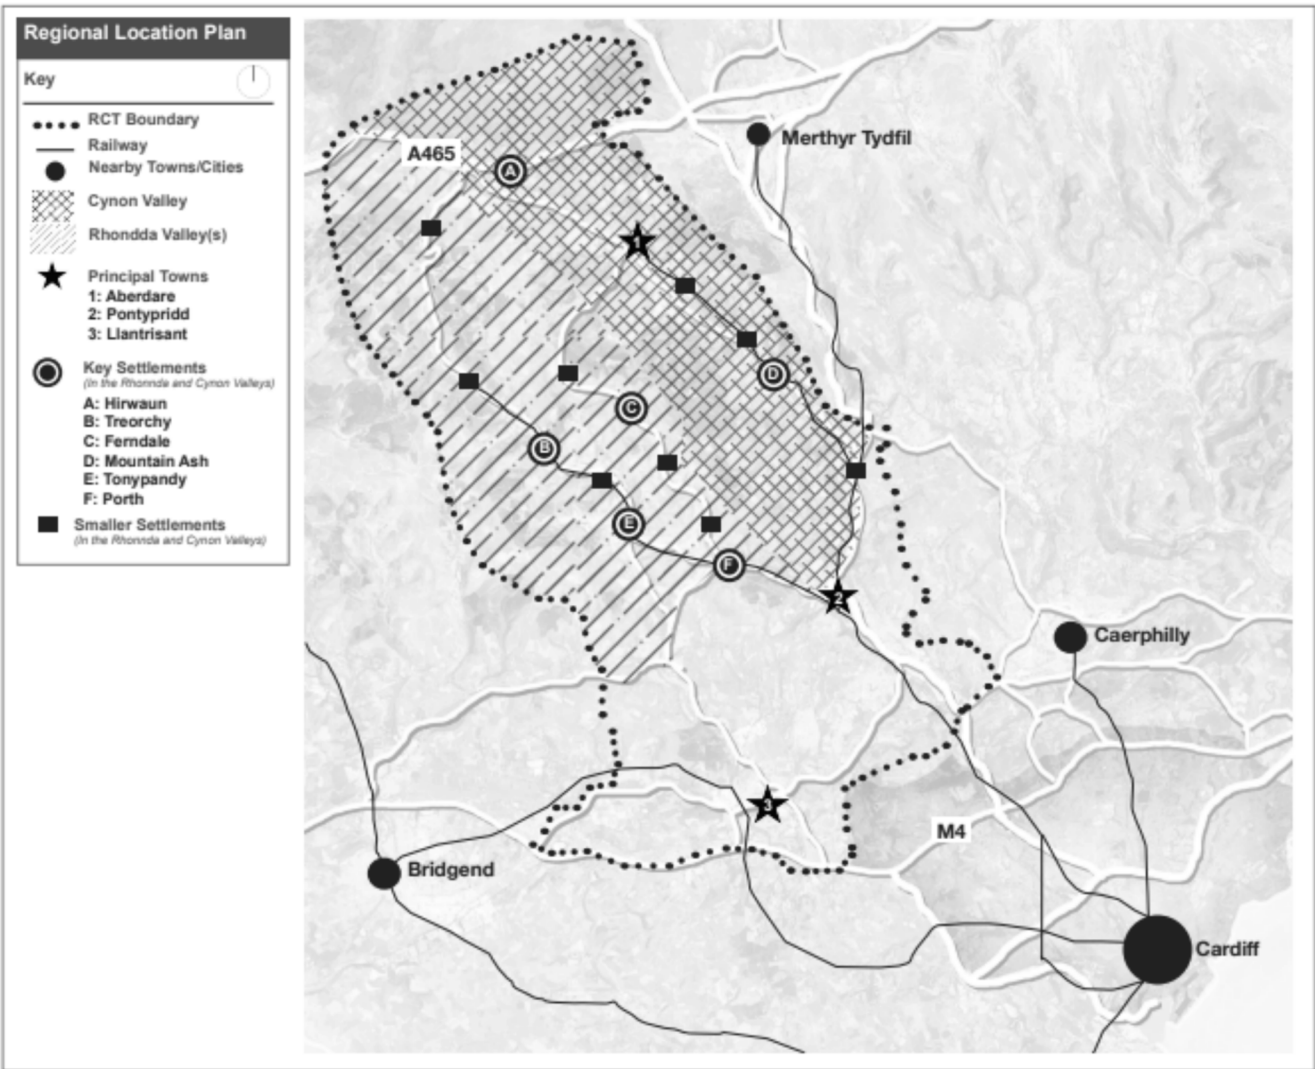 Regional Location Plan
Key
RCT Boundary
Railway
Nearby Towns/Cities
Cynon Valley
Rhondda Valley(s)
Principal Towns
1: Aberdare
2: Pontypridd
3: Llantrisant
Key Settlements
(In the Rhonnda and Cynon Valleys)
A: Hirwaun
B: Treorchy
C: Ferndale
D: Mountain Ash
E: Tonypandy
F: Porth
Smaller Settlements
(In the Rhonnda and Cynon Valleys)
Merthyr Tydfil
A465
A
1
D
C
B
E
F
2
Caerphilly
3
M4
Bridgend
Cardiff